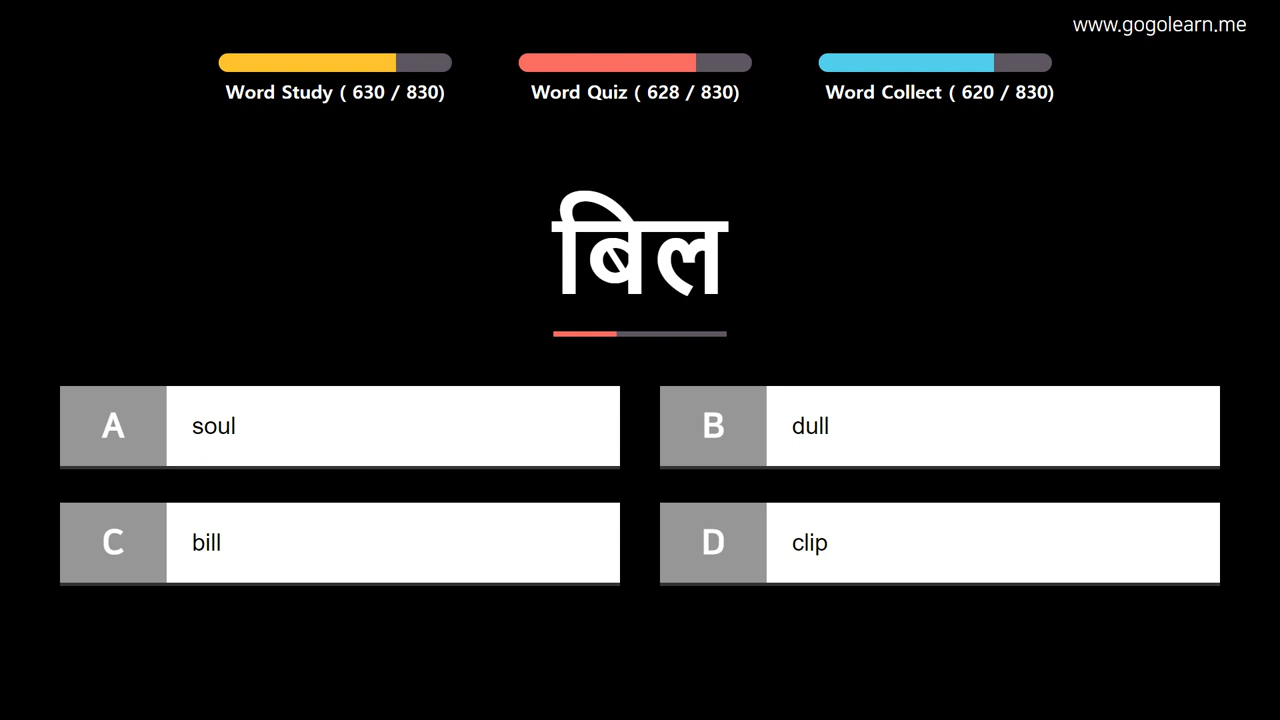 www.gogolearn.me
Word Study ( 630 / 830)
Word Quiz ( 628 / 830)
Word Collect ( 620 / 830)
बिल
A soul
B dull
C bill
D clip